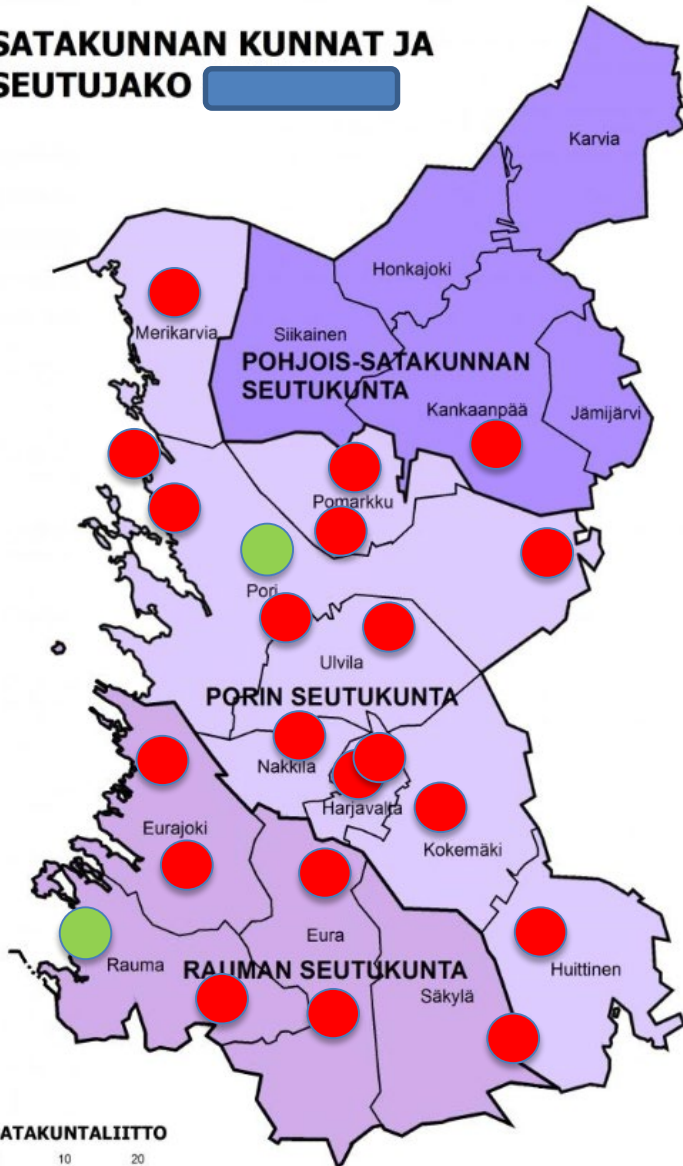 SATAKUNNAN KUNNAT JA
SEUTUJAKO
Karvia
Honkajoki
Merikarvia
Siikainen
POHJOIS-SATAKUNNAN
SEUTUKUNTA
Kankaanpää
Jämijärvi
Pomarkku
Pori
Ulvila
PORIN SEUTUKUNTA
Nakkila
Harjavalta
Eurajoki
Kokemäki
Eura
Rauma
RAUMAN SEUTUKUNTA
Huittinen
Säkylä
ATAKUNTALIITTO
10 20